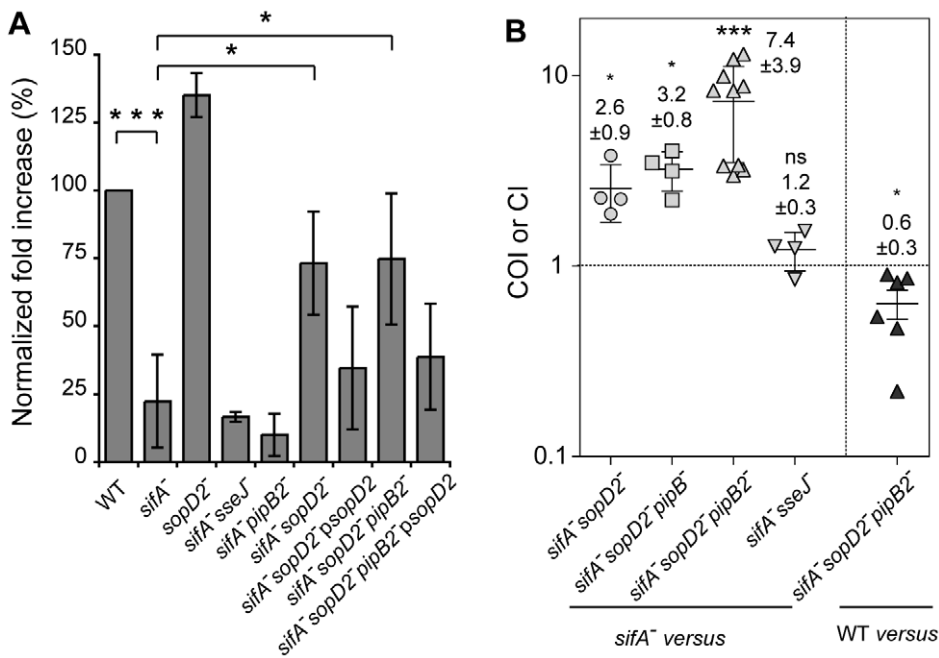 A
Normalized fold increase (%)
150
125
100
75
50
25
0
* * *
*
*
WT
sifA⁻
sopD2⁻
sifA⁻sseJ⁻
sifA⁻pipB2⁻
sifA⁻sopD2⁻
sifA⁻sopD2⁻psopD2
sifA⁻sopD2⁻pipB2⁻
sifA⁻sopD2⁻pipB2⁻psopD2
B
COI or CI
10
1
0.1
*
2.6
±0.9
*
3.2
±0.8
***
7.4
±3.9
ns
1.2
±0.3
*
0.6
±0.3
sifA⁻sopD2⁻
sifA⁻sopD2⁻pipB⁻
sifA⁻sopD2⁻pipB2⁻
sifA⁻sseJ⁻
sifA⁻sopD2⁻pipB2⁻
sifA⁻ versus
WT versus